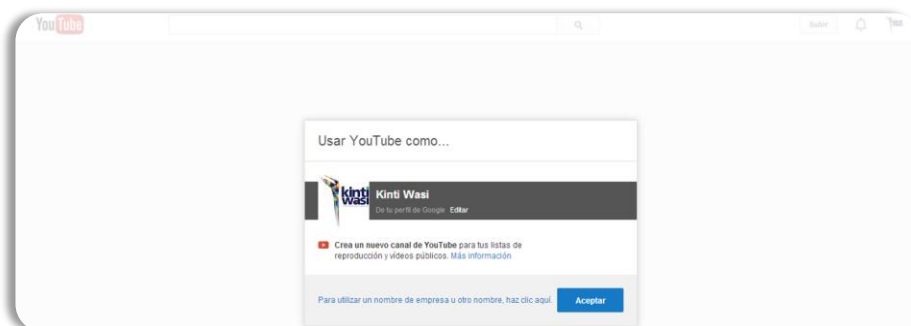 YouTube
Subir
Usar YouTube como...
kinti
wasi
Kinti Wasi
De tu perfil de Google Editar
Crea un nuevo canal de YouTube para tus listas de
reproducción y vídeos públicos. Más información
Para utilizar un nombre de empresa u otro nombre, haz clic aquí.
Aceptar